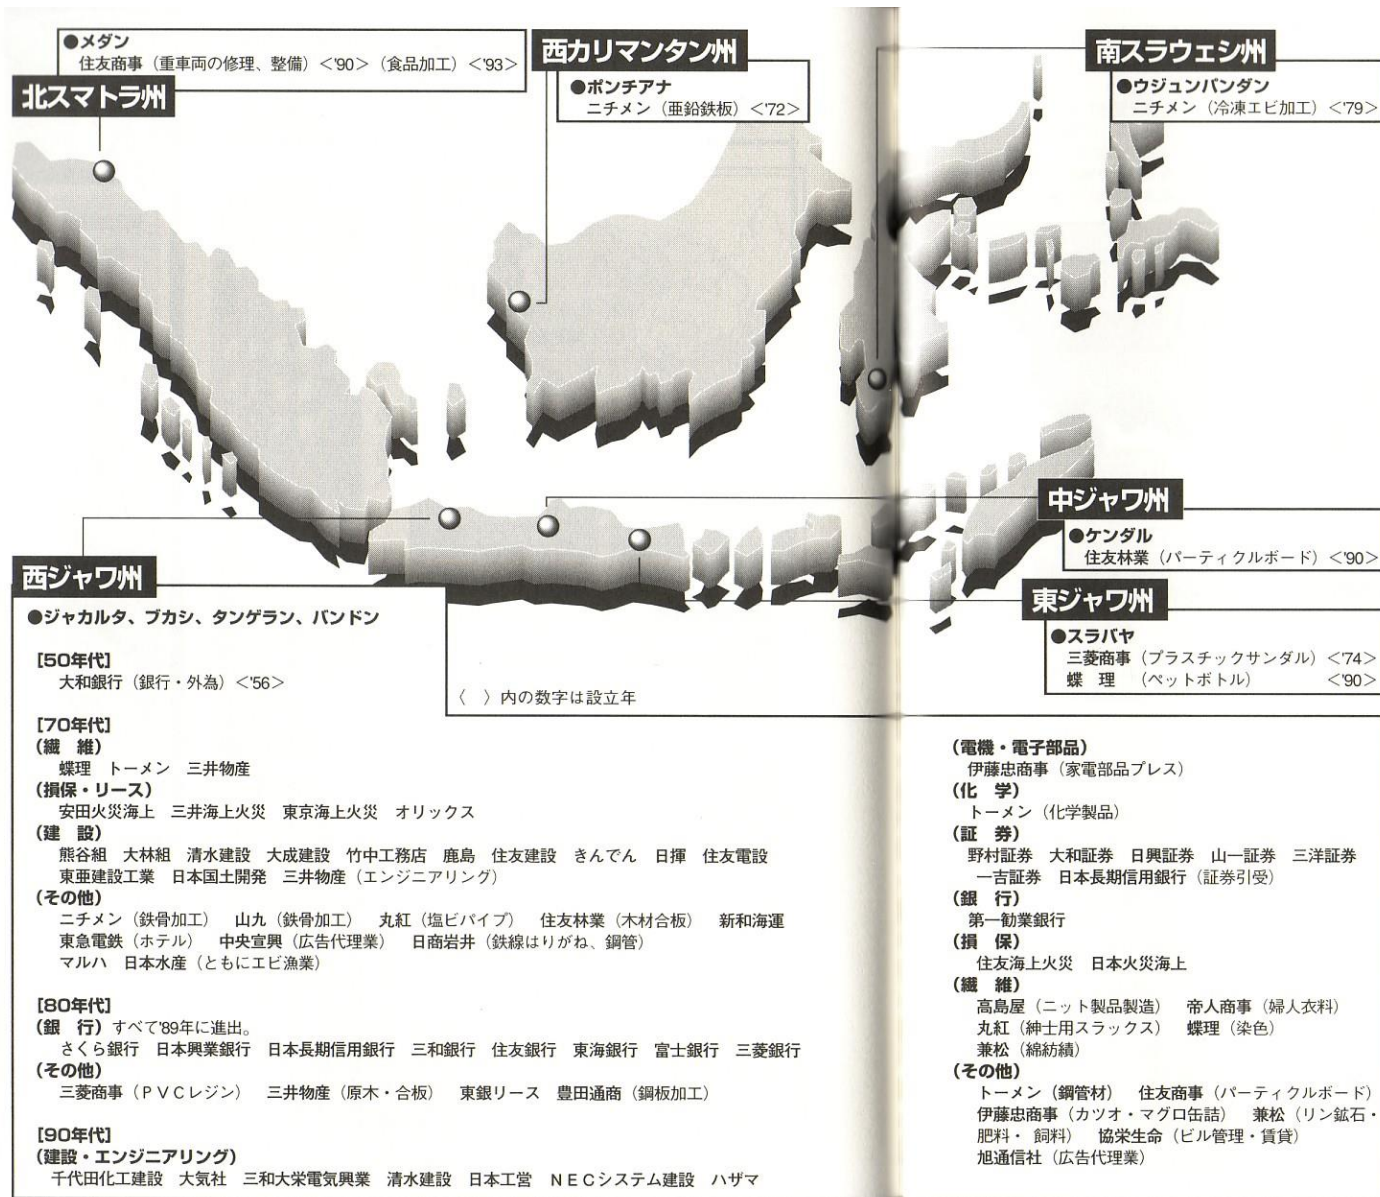 ●メダン
住友商事（重車両の修理、整備）<'90>（食品加工）<'93>
北スマトラ州
西カリマンタン州
●ポンチアナ
ニチメン（亜鉛鉄板）<'72>
南スラウェシ州
●ウジュンパンダン
ニチメン（冷凍エビ加工）<'79>
中ジャワ州
●ケンダル
住友林業（パーティクルボード）<'90>
東ジャワ州
●スラバヤ
三菱商事（プラスチックサンダル）<'74>
蝶　理　（ペットボトル）　<'90>
西ジャワ州
●ジャカルタ、ブカシ、タンゲラン、バンドン
[50年代]
大和銀行（銀行・外為）<'56>
〈　〉内の数字は設立年
[70年代]
（繊　維）
蝶理　トーメン　三井物産
（損保・リース）
安田火災海上　三井海上火災　東京海上火災　オリックス
（建　設）
熊谷組　大林組　清水建設　大成建設　竹中工務店　鹿島　住友建設　きんでん　日揮　住友電設
東亜建設工業　日本国土開発　三井物産（エンジニアリング）
（その他）
ニチメン（鉄骨加工）　山九（鉄骨加工）　丸紅（塩ビパイプ）　住友林業（木材合板）　新和海運
東急電鉄（ホテル）　中央宣興（広告代理業）　日商岩井（鉄線はりがね、鋼管）
マルハ　日本水産（ともにエビ漁業）
[80年代]
（銀　行）すべて'89年に進出。
さくら銀行　日本興業銀行　日本長期信用銀行　三和銀行　住友銀行　東海銀行　富士銀行　三菱銀行
（その他）
三菱商事（ＰＶＣレジン）　三井物産（原木・合板）　東銀リース　豊田通商（鋼板加工）
[90年代]
（建設・エンジニアリング）
千代田化工建設　大気社　三和大栄電気興業　清水建設　日本工営　ＮＥＣシステム建設　ハザマ
（電機・電子部品）
伊藤忠商事（家電部品プレス）
（化　学）
トーメン（化学製品）
（証　券）
野村証券　大和証券　日興証券　山一証券　三洋証券
一吉証券　日本長期信用銀行（証券引受）
（銀　行）
第一勧業銀行
（損　保）
住友海上火災　日本火災海上
（繊　維）
高島屋（ニット製品製造）　帝人商事（婦人衣料）
丸紅（紳士用スラックス）　蝶理（染色）
兼松（綿紡績）
（その他）
トーメン（鋼管材）　住友商事（パーティクルボード）
伊藤忠商事（カツオ・マグロ缶詰）　兼松（リン鉱石・
肥料・ 飼料）　協栄生命（ビル管理・賃貸）
旭通信社（広告代理業）